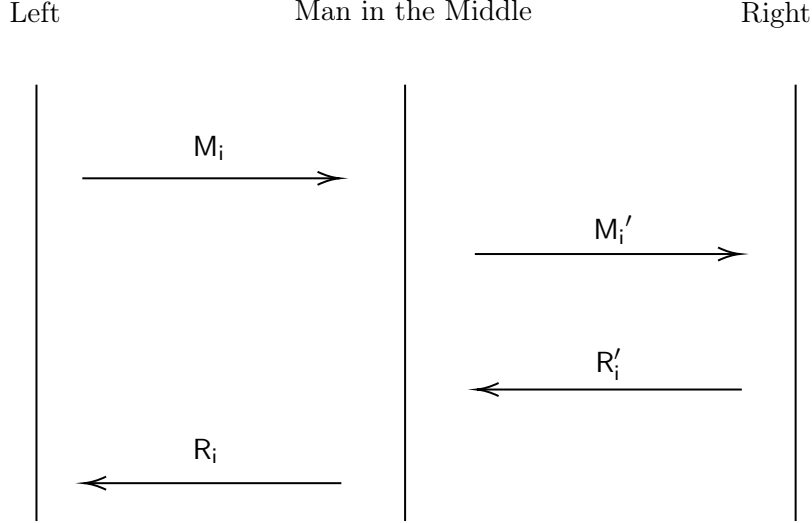 Left Man in the Middle Right
Mᵢ
Mᵢ′
R′ᵢ
Rᵢ